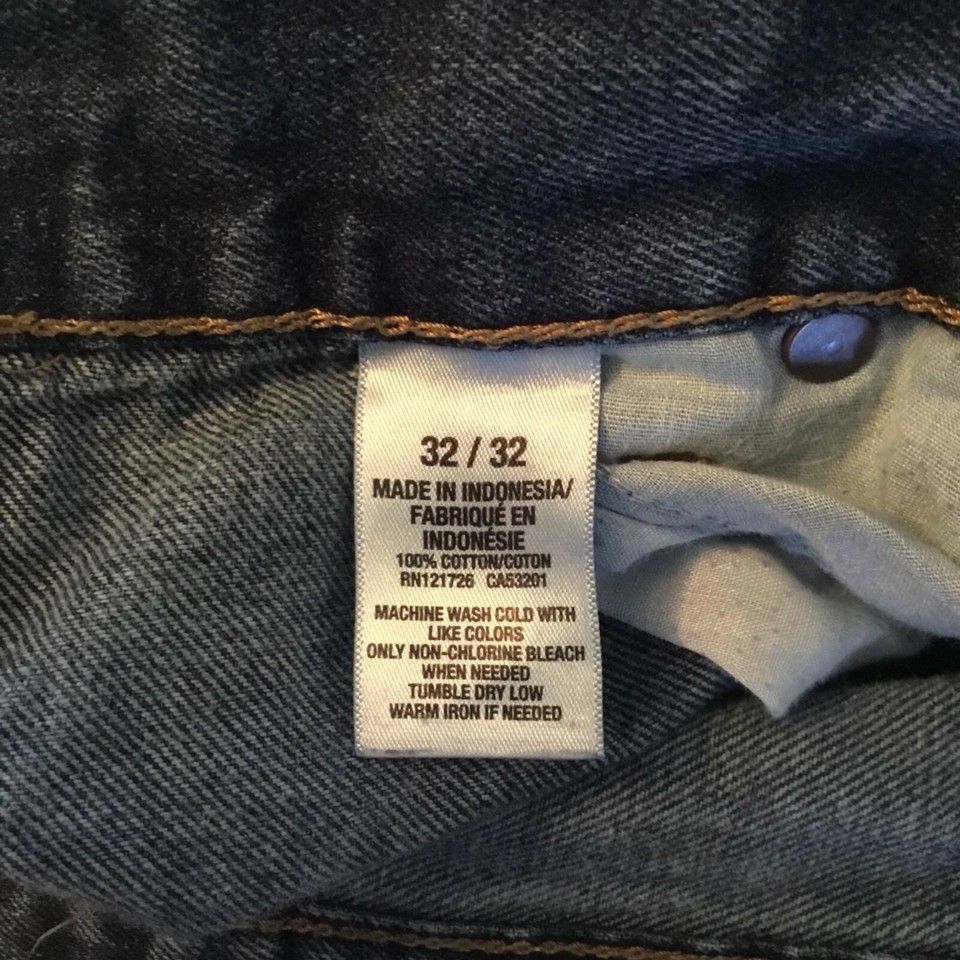 32 / 32
MADE IN INDONESIA/
FABRIQUÉ EN
INDONÉSIE
100% COTTON/COTON
RN121726 CA53201
MACHINE WASH COLD WITH
LIKE COLORS
ONLY NON-CHLORINE BLEACH
WHEN NEEDED
TUMBLE DRY LOW
WARM IRON IF NEEDED